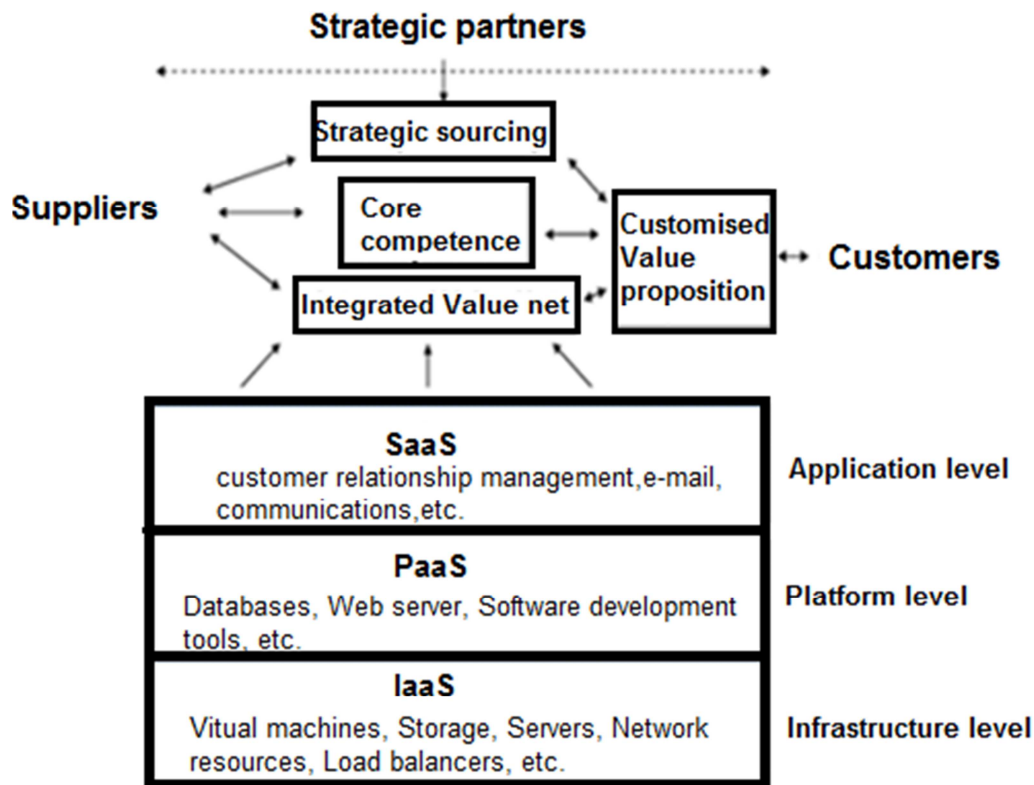 Strategic partners
Strategic sourcing
Suppliers
Core
competence
Customised
Value
proposition
Customers
Integrated Value net
SaaS
customer relationship management,e-mail,
communications,etc.
Application level
PaaS
Databases, Web server, Software development
tools, etc.
Platform level
IaaS
Vitual machines, Storage, Servers, Network
resources, Load balancers, etc.
Infrastructure level